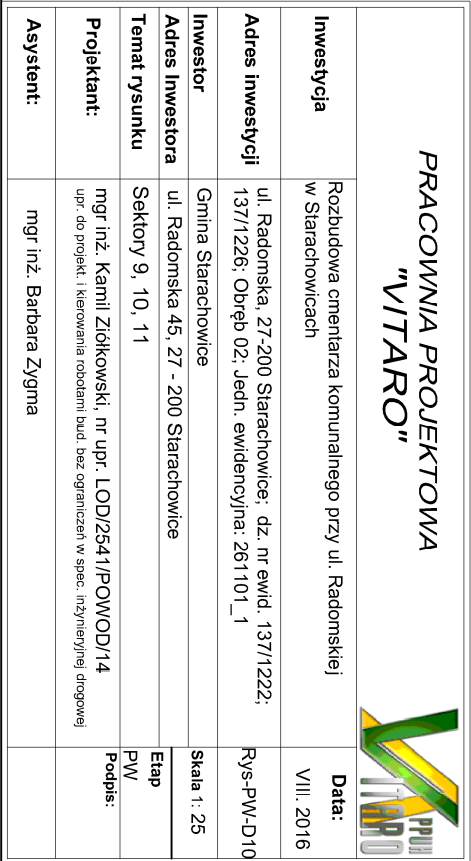 PRACOWNIA PROJEKTOWA
"VITARO"
PPUH
VITARO
Inwestycja
Rozbudowa cmentarza komunalnego przy ul. Radomskiej
w Starachowicach
Data:
VIII. 2016
Adres inwestycji
ul. Radomska, 27-200 Starachowice; dz. nr ewid. 137/1222;
137/1226; Obręb 02; Jedn. ewidencyjna: 261101_1
Rys-PW-D10
Inwestor
Gmina Starachowice
Skala 1: 25
Adres Inwestora
ul. Radomska 45, 27 - 200 Starachowice
Temat rysunku
Sektory 9, 10, 11
Etap
PW
Projektant:
mgr inż. Kamil Ziółkowski, nr upr. LOD/2541/POWOD/14
upr. do projekt. i kierowania robotami bud. bez ograniczeń w spec. inżynieryjnej drogowej
Podpis:
Asystent:
mgr inż. Barbara Zygma